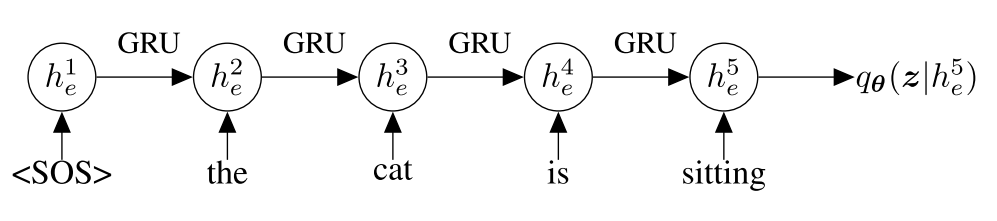 GRU GRU GRU GRU
h_e^1 h_e^2 h_e^3 h_e^4 h_e^5 q_θ(z|h_e^5)
<SOS> the cat is sitting